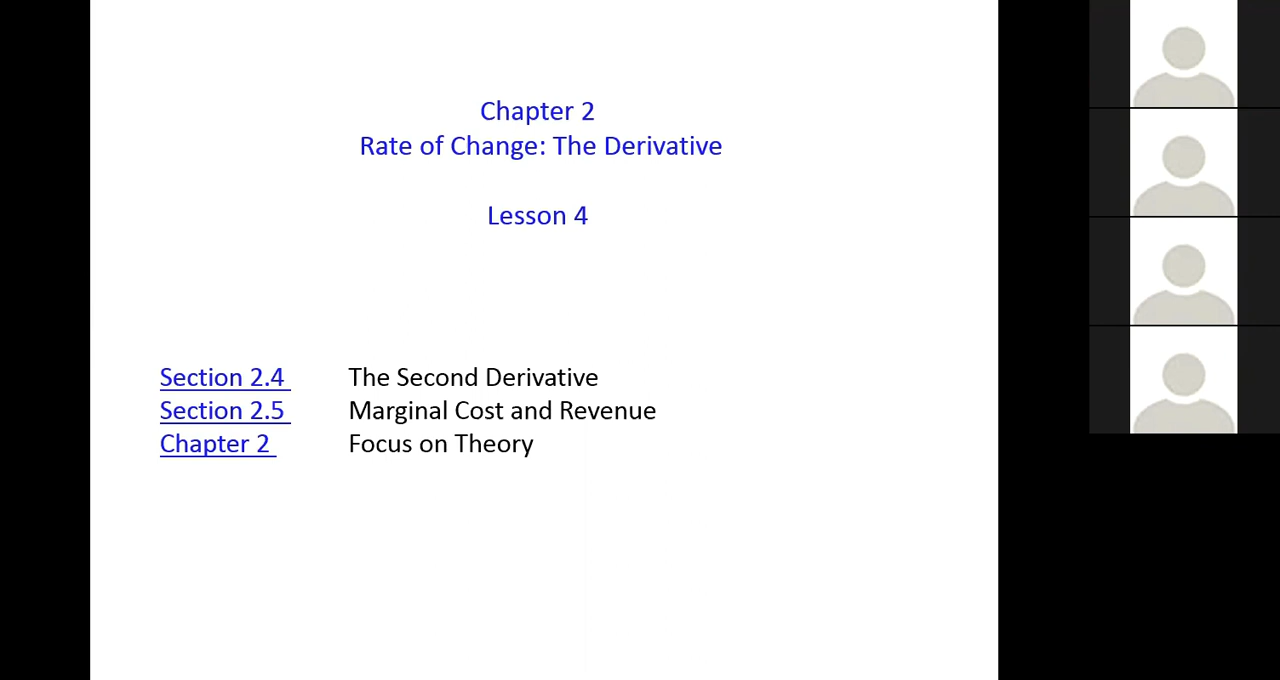 Chapter 2
Rate of Change: The Derivative
Lesson 4
Section 2.4 The Second Derivative
Section 2.5 Marginal Cost and Revenue
Chapter 2 Focus on Theory